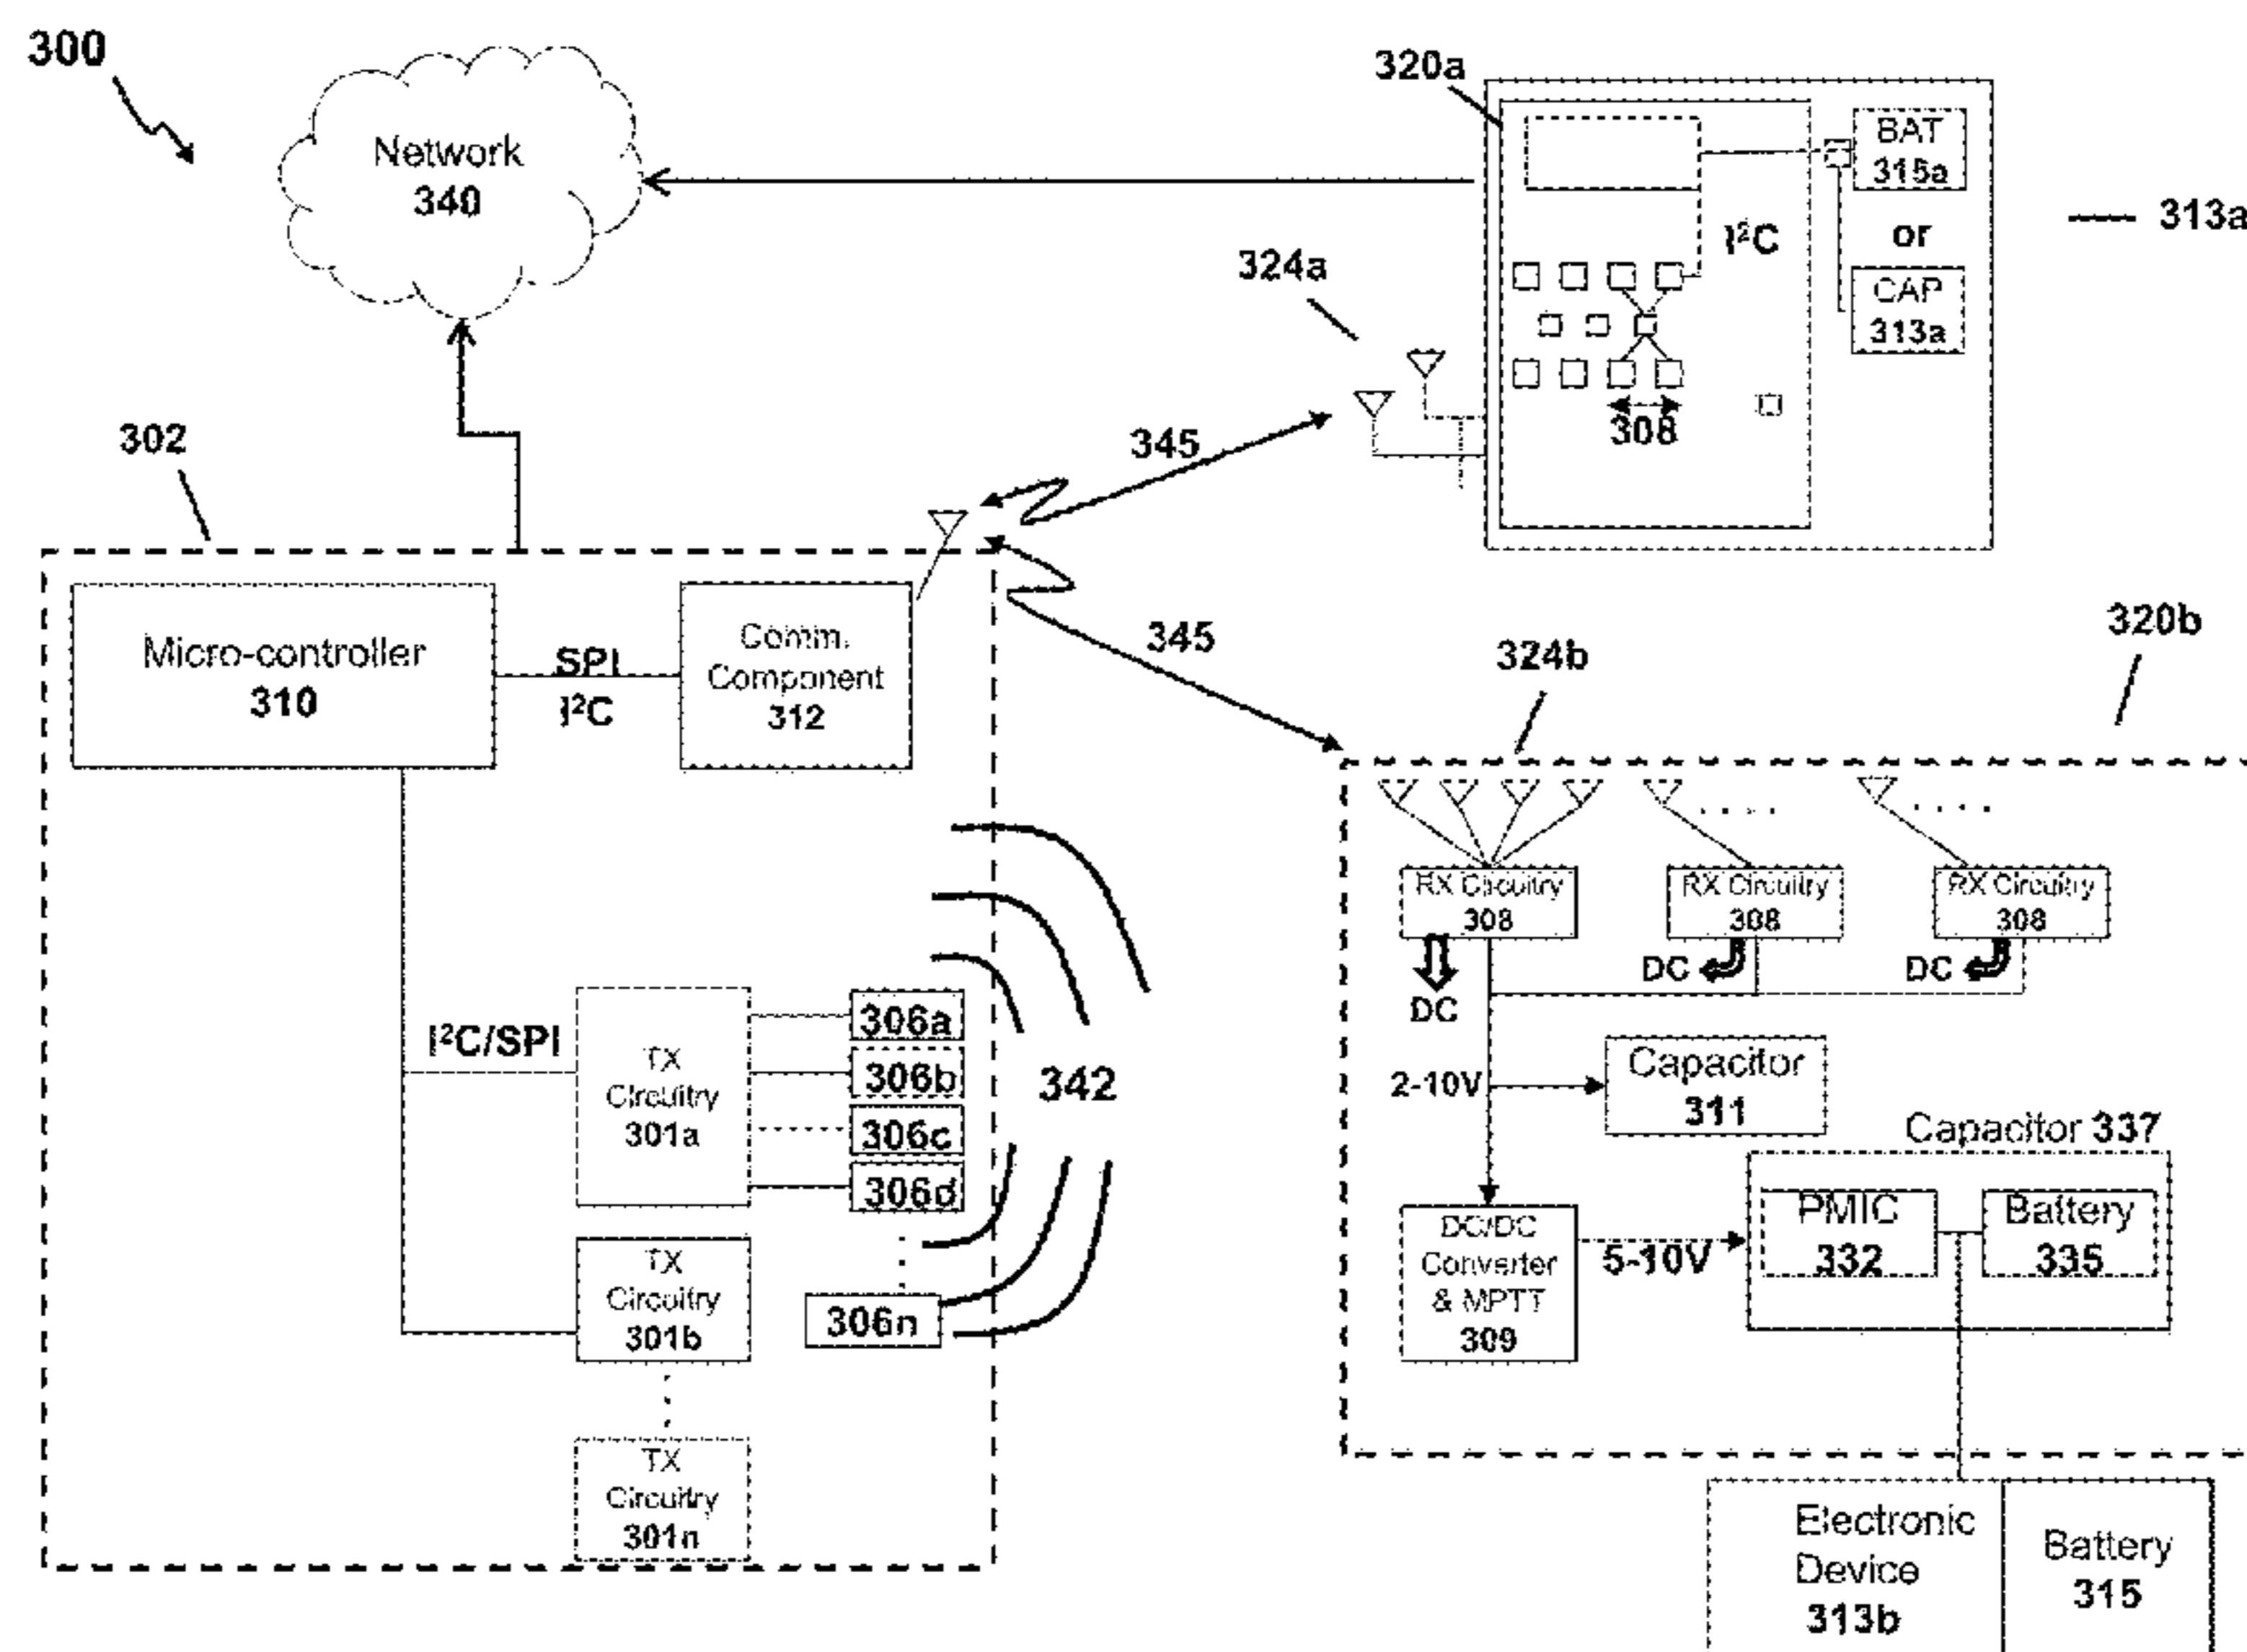 300
Network
340
320a
BAT
315a
or
CAP
313a
313a
I²C
308
324a
345
302
Micro-controller
310
SPI
I²C
Comm.
Component
312
345
324b
320b
RX Circuitry
308
RX Circuitry
308
RX Circuitry
308
DC
DC
DC
I²C/SPI
TX
Circuitry
301a
306a
306b
306c
306d
342
2-10V
Capacitor
311
Capacitor 337
PMIC
332
Battery
335
DC/DC
Converter
& MPTT
309
5-10V
TX
Circuitry
301b
306n
TX
Circuitry
301n
Electronic
Device
313b
Battery
315